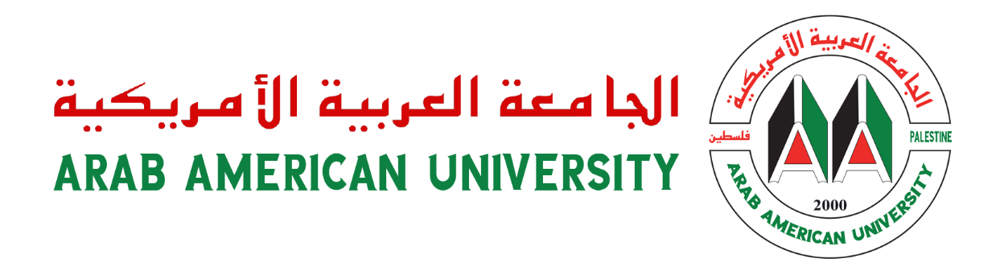 الجامعة العربية الأمريكية
ARAB AMERICAN UNIVERSITY
الجامعة العربية الأمريكية
فلسطين
PALESTINE
2000
ARAB AMERICAN UNIVERSITY